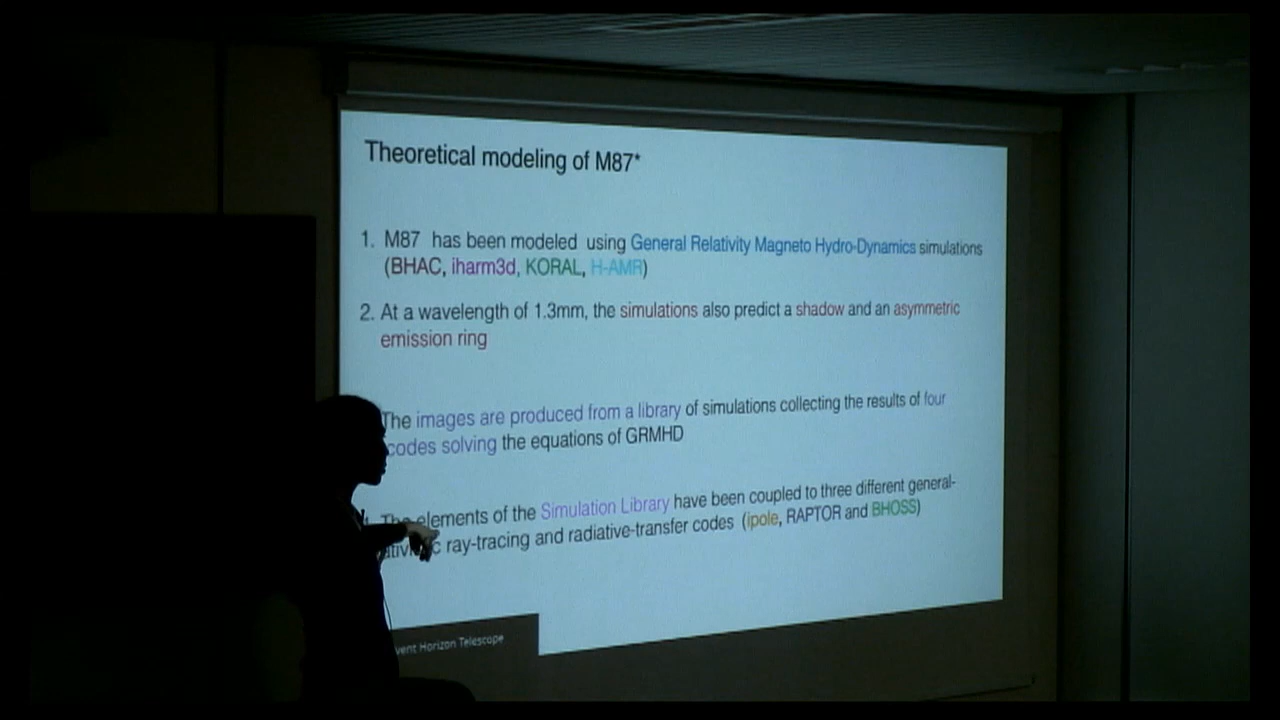 Theoretical modeling of M87*
1. M87 has been modeled using General Relativity Magneto Hydro-Dynamics simulations
(BHAC, iharm3d, KORAL, H-AMR)
2. At a wavelength of 1.3mm, the simulations also predict a shadow and an asymmetric
emission ring
The images are produced from a library of simulations collecting the results of four
codes solving the equations of GRMHD
The elements of the Simulation Library have been coupled to three different general-
ray-tracing and radiative-transfer codes (ipole, RAPTOR and BHOSS)
vent Horizon Telescope